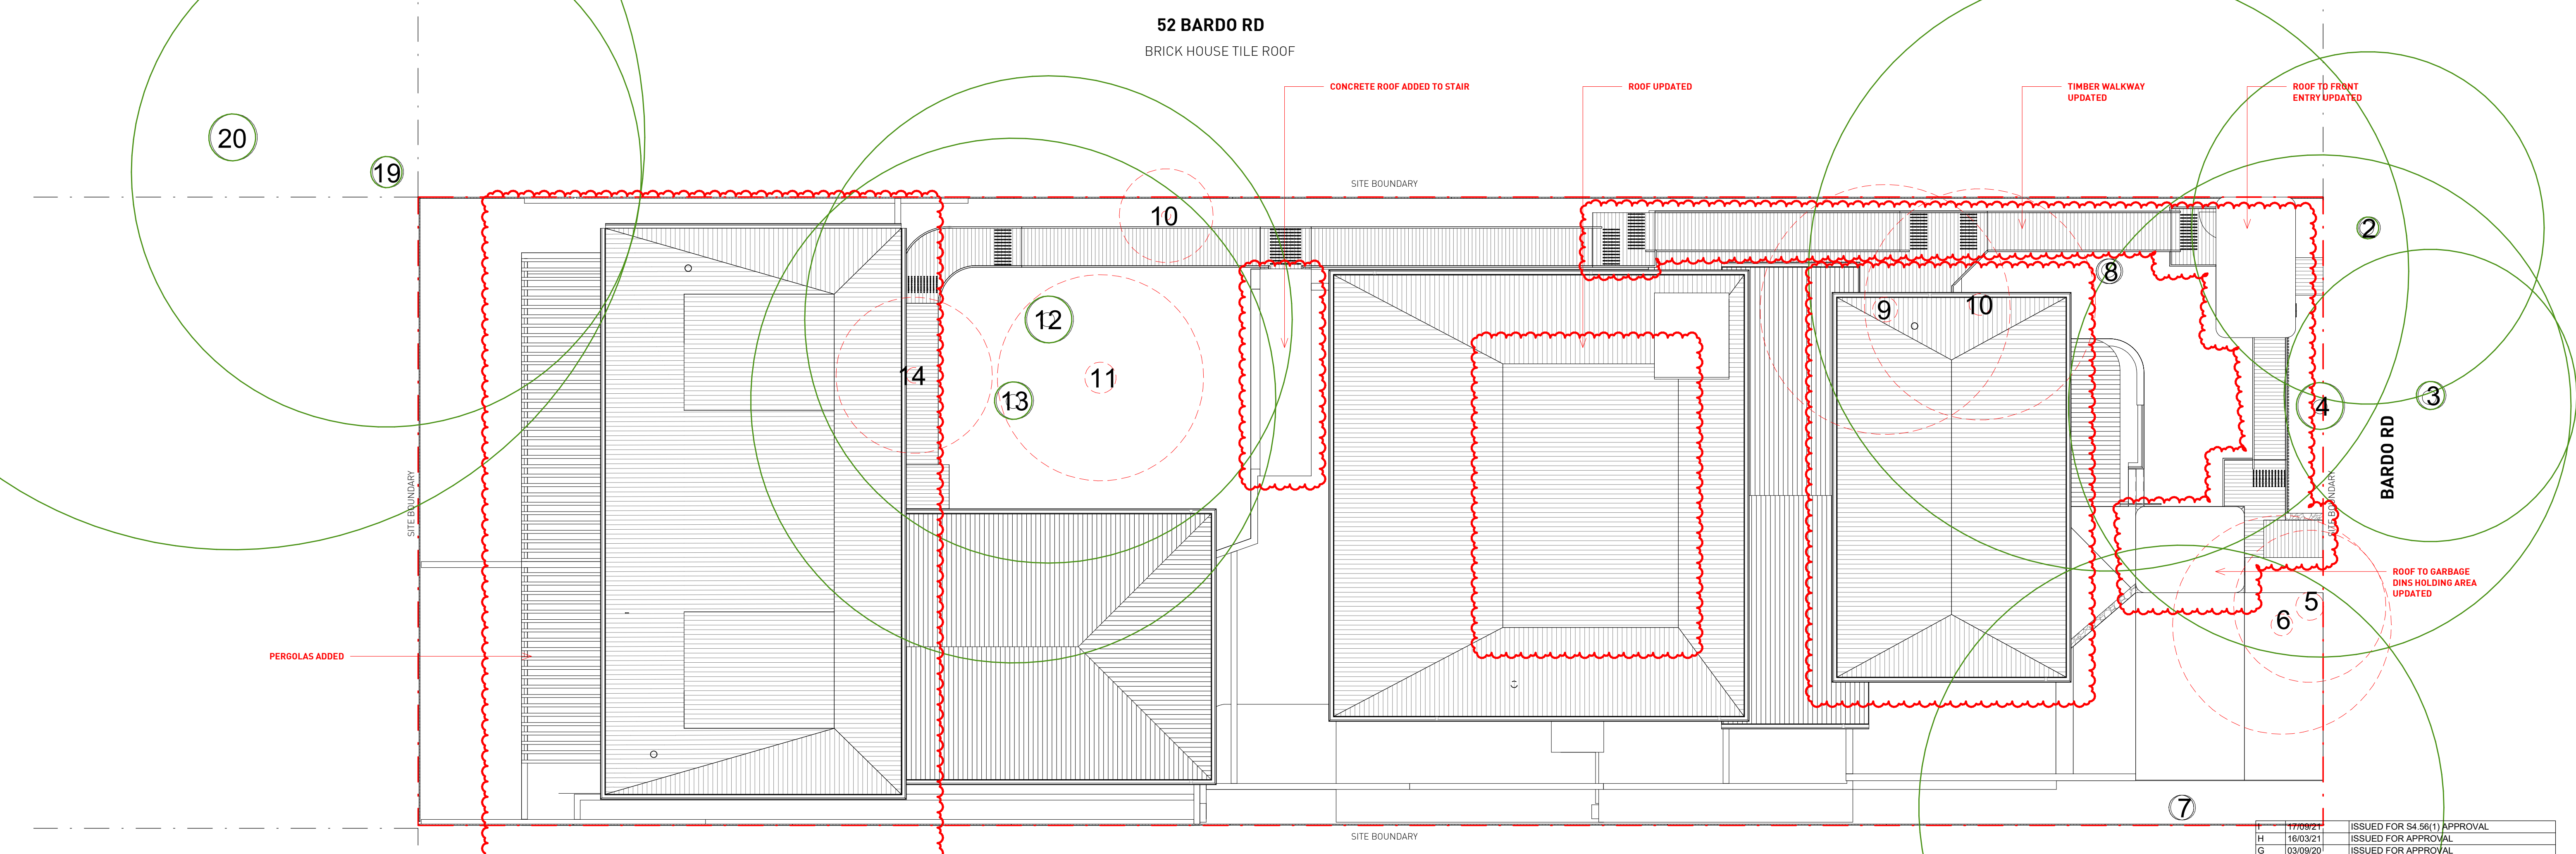 52 BARDO RD
BRICK HOUSE TILE ROOF
CONCRETE ROOF ADDED TO STAIR
ROOF UPDATED
TIMBER WALKWAY
UPDATED
ROOF TO FRONT
ENTRY UPDATED
20
19
SITE BOUNDARY
10
2
8
12
9
10
14
11
13
4
3
BARDO RD
SITE BOUNDARY
SITE BOUNDARY
ROOF TO GARBAGE
DINS HOLDING AREA
UPDATED
5
6
PERGOLAS ADDED
7
SITE BOUNDARY
I 17/09/21 ISSUED FOR S4.56(1) APPROVAL
H 16/03/21 ISSUED FOR APPROVAL
G 03/09/20 ISSUED FOR APPROVAL